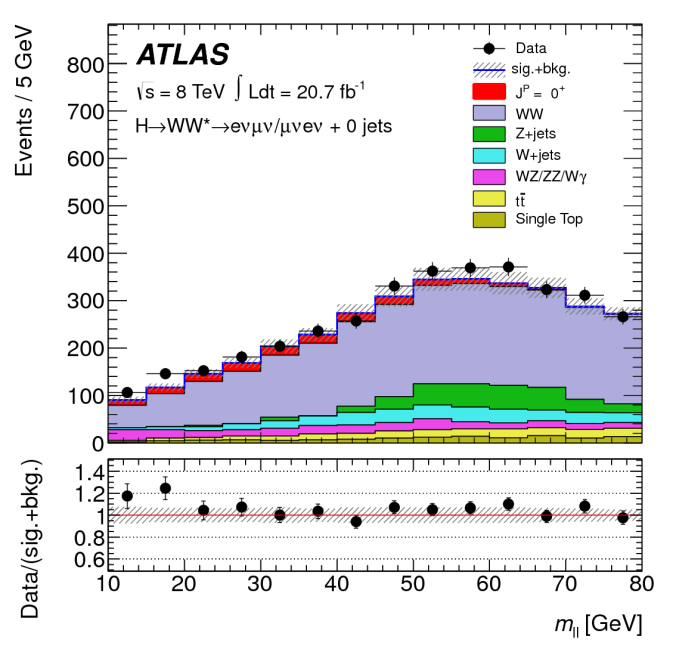 Events / 5 GeV
800
700
600
500
400
300
200
100
0
ATLAS
√s = 8 TeV ∫ Ldt = 20.7 fb⁻¹
H→WW*→eνμν/μνeν + 0 jets
Data
sig.+bkg.
Jᴾ = 0⁺
WW
Z+jets
W+jets
WZ/ZZ/Wγ
tt̅
Single Top
Data/(sig.+bkg.)
1.4
1.2
1
0.8
0.6
10 20 30 40 50 60 70 80
m_ll [GeV]